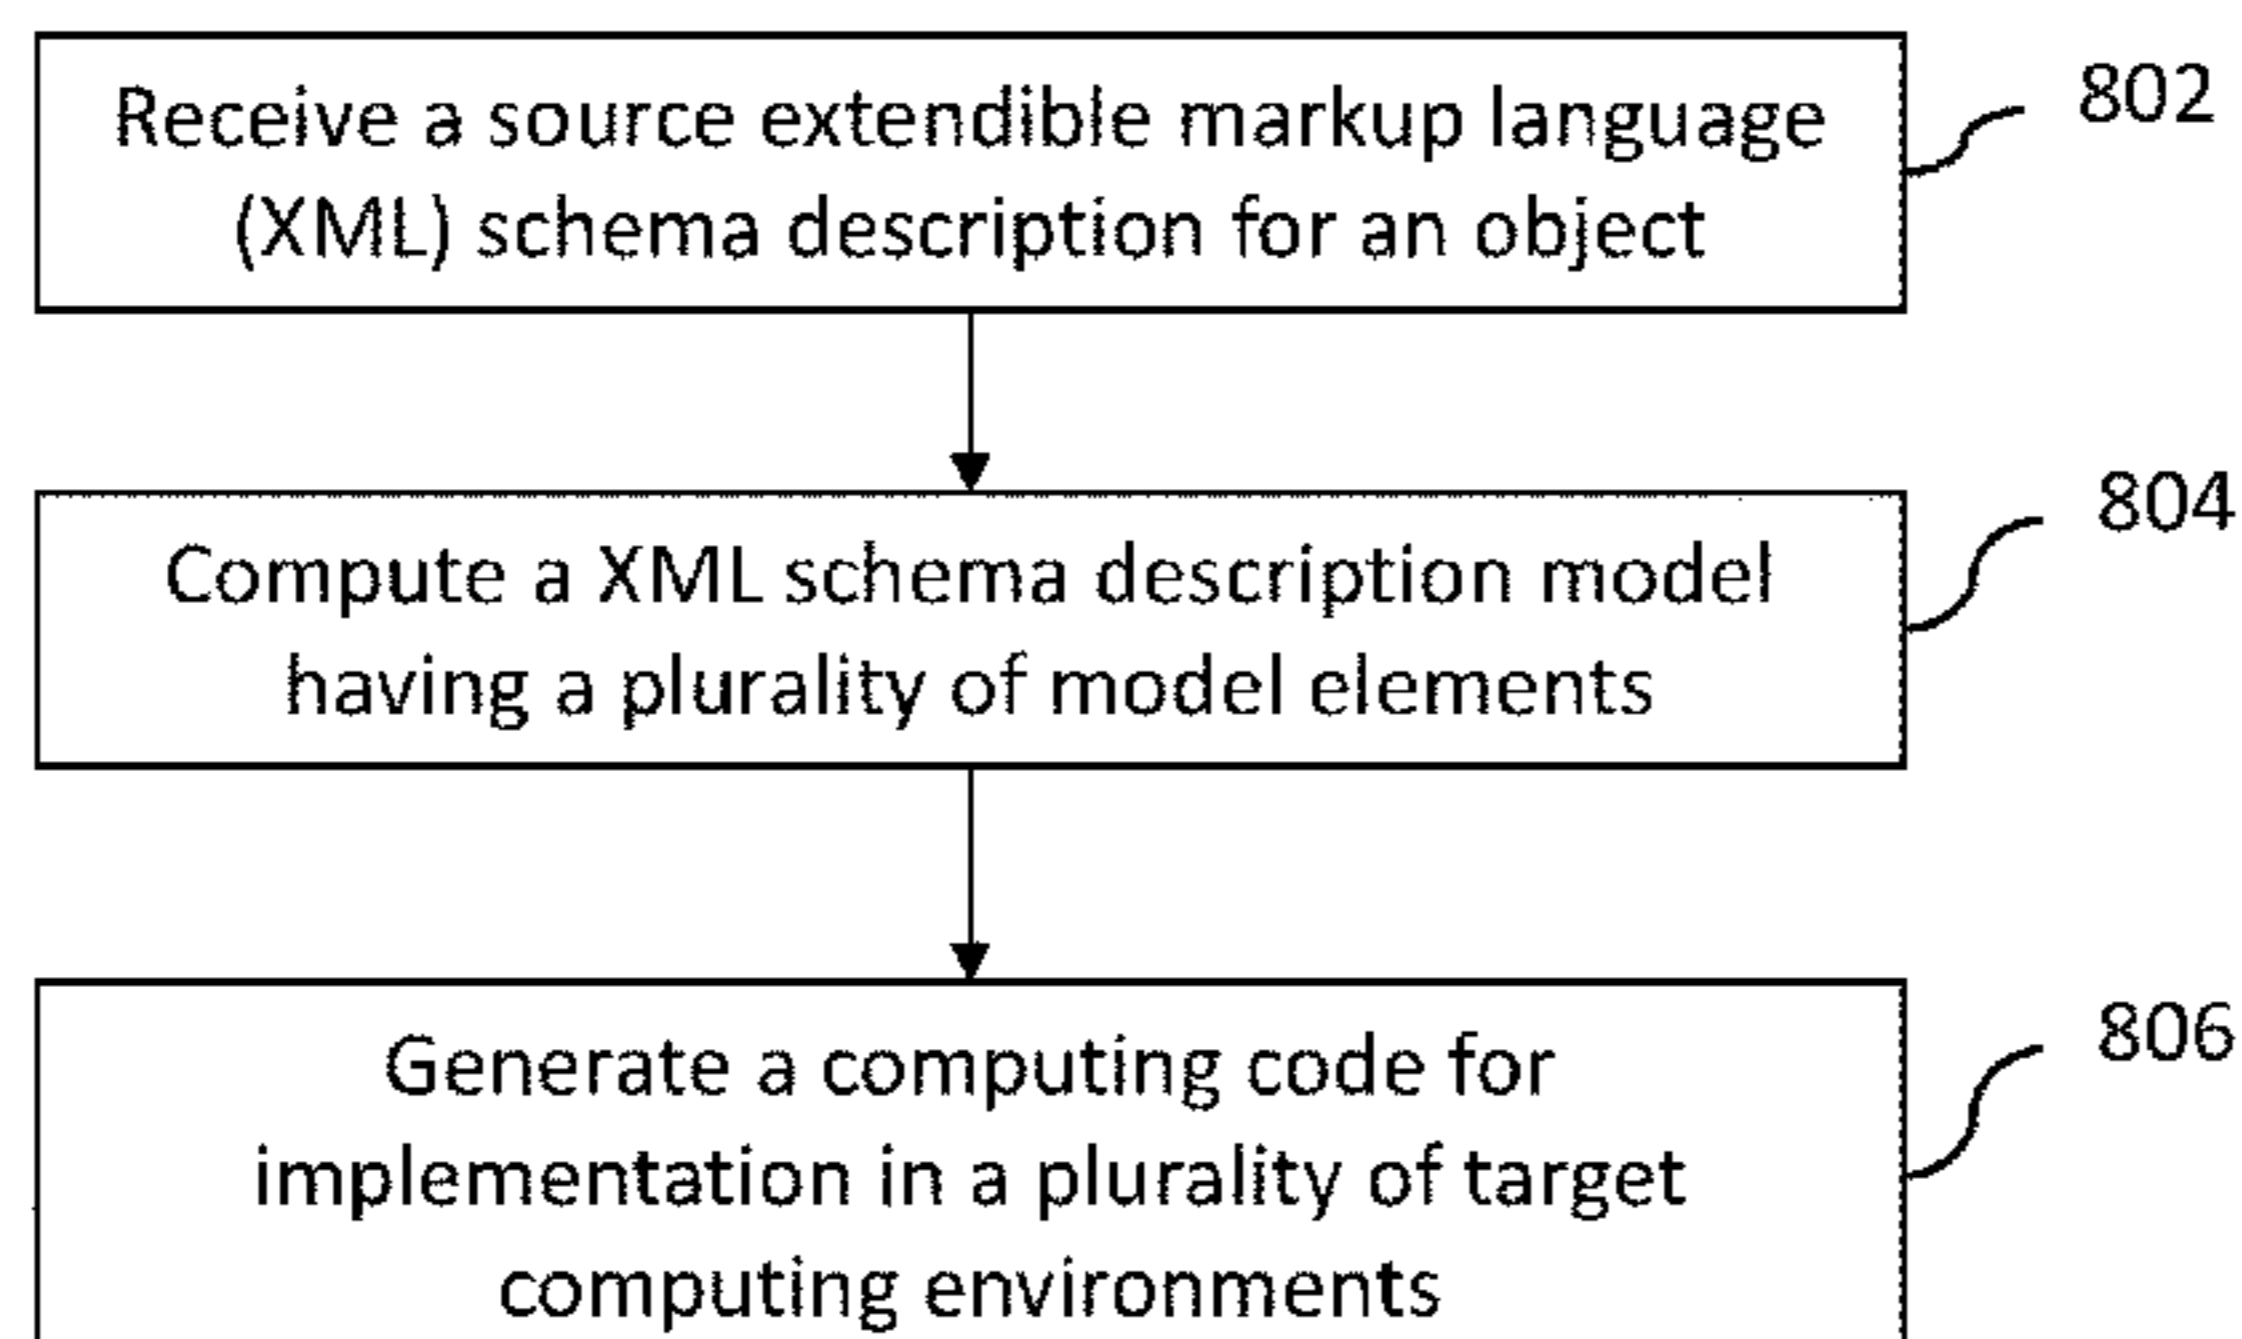 Receive a source extendible markup language
(XML) schema description for an object
802
Compute a XML schema description model
having a plurality of model elements
804
Generate a computing code for
implementation in a plurality of target
computing environments
806